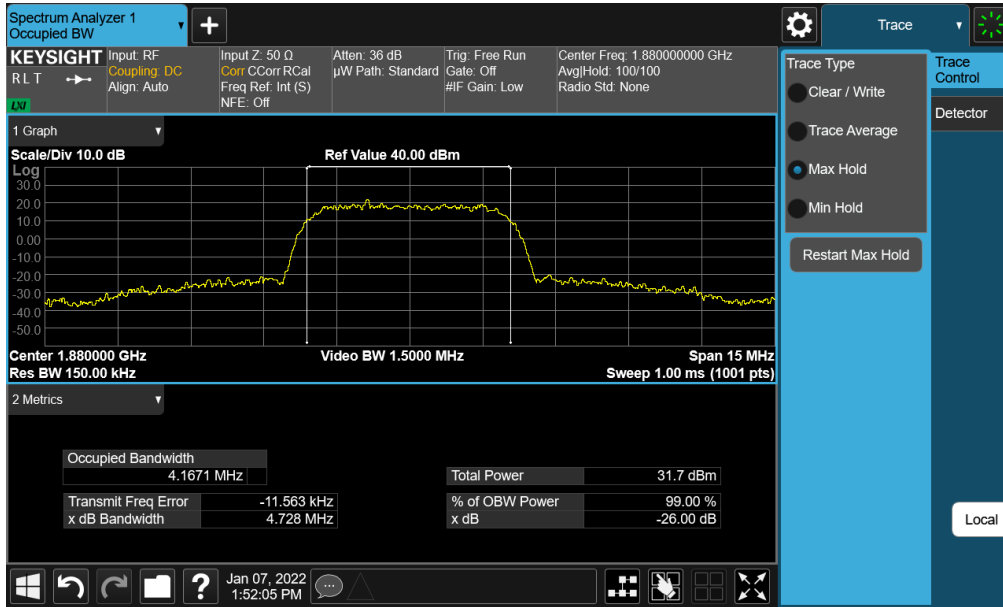 Spectrum Analyzer 1
Occupied BW
+
Trace
KEYSIGHT
R L T
LXI
Input: RF
Coupling: DC
Align: Auto
Input Z: 50 Ω
Corr CCorr RCal
Freq Ref: Int (S)
NFE: Off
Atten: 36 dB
µW Path: Standard
Trig: Free Run
Gate: Off
#IF Gain: Low
Center Freq: 1.880000000 GHz
Avg|Hold: 100/100
Radio Std: None
1 Graph
Scale/Div 10.0 dB
Ref Value 40.00 dBm
Log
30.0
20.0
10.0
0.00
-10.0
-20.0
-30.0
-40.0
-50.0
Center 1.880000 GHz
Video BW 1.5000 MHz
Span 15 MHz
Res BW 150.00 kHz
Sweep 1.00 ms (1001 pts)
2 Metrics
Occupied Bandwidth
4.1671 MHz
Total Power 31.7 dBm
Transmit Freq Error -11.563 kHz
% of OBW Power 99.00 %
x dB Bandwidth 4.728 MHz
x dB -26.00 dB
Trace Type
Clear / Write
Trace Average
Max Hold
Min Hold
Restart Max Hold
Trace
Control
Detector
Local
?
Jan 07, 2022
1:52:05 PM